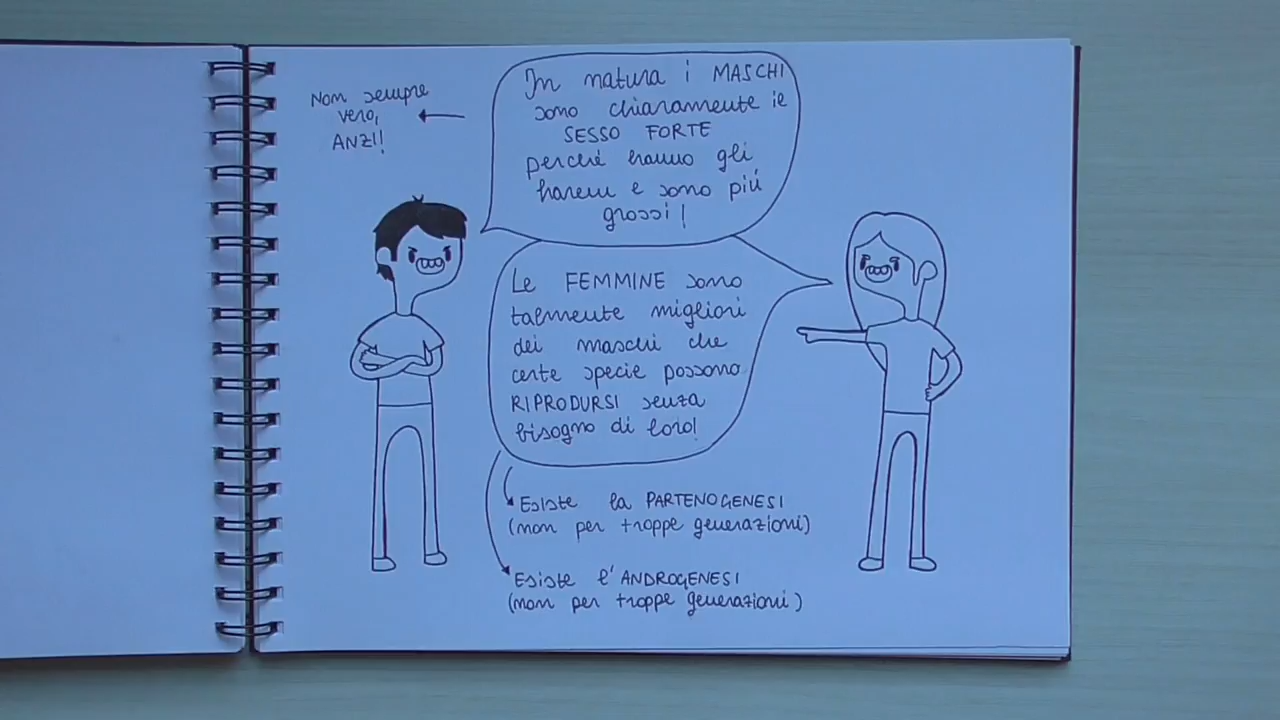 Non sempre
vero,
ANZI!
In natura i MASCHI
sono chiaramente il
SESSO FORTE
perché hanno gli
harem e sono più
grossi!
Le FEMMINE sono
talmente migliori
dei maschi che
certe specie possono
RIPRODURSI senza
bisogno di loro!
Esiste la PARTENOGENESI
(non per troppe generazioni)
Esiste l'ANDROGENESI
(non per troppe generazioni)